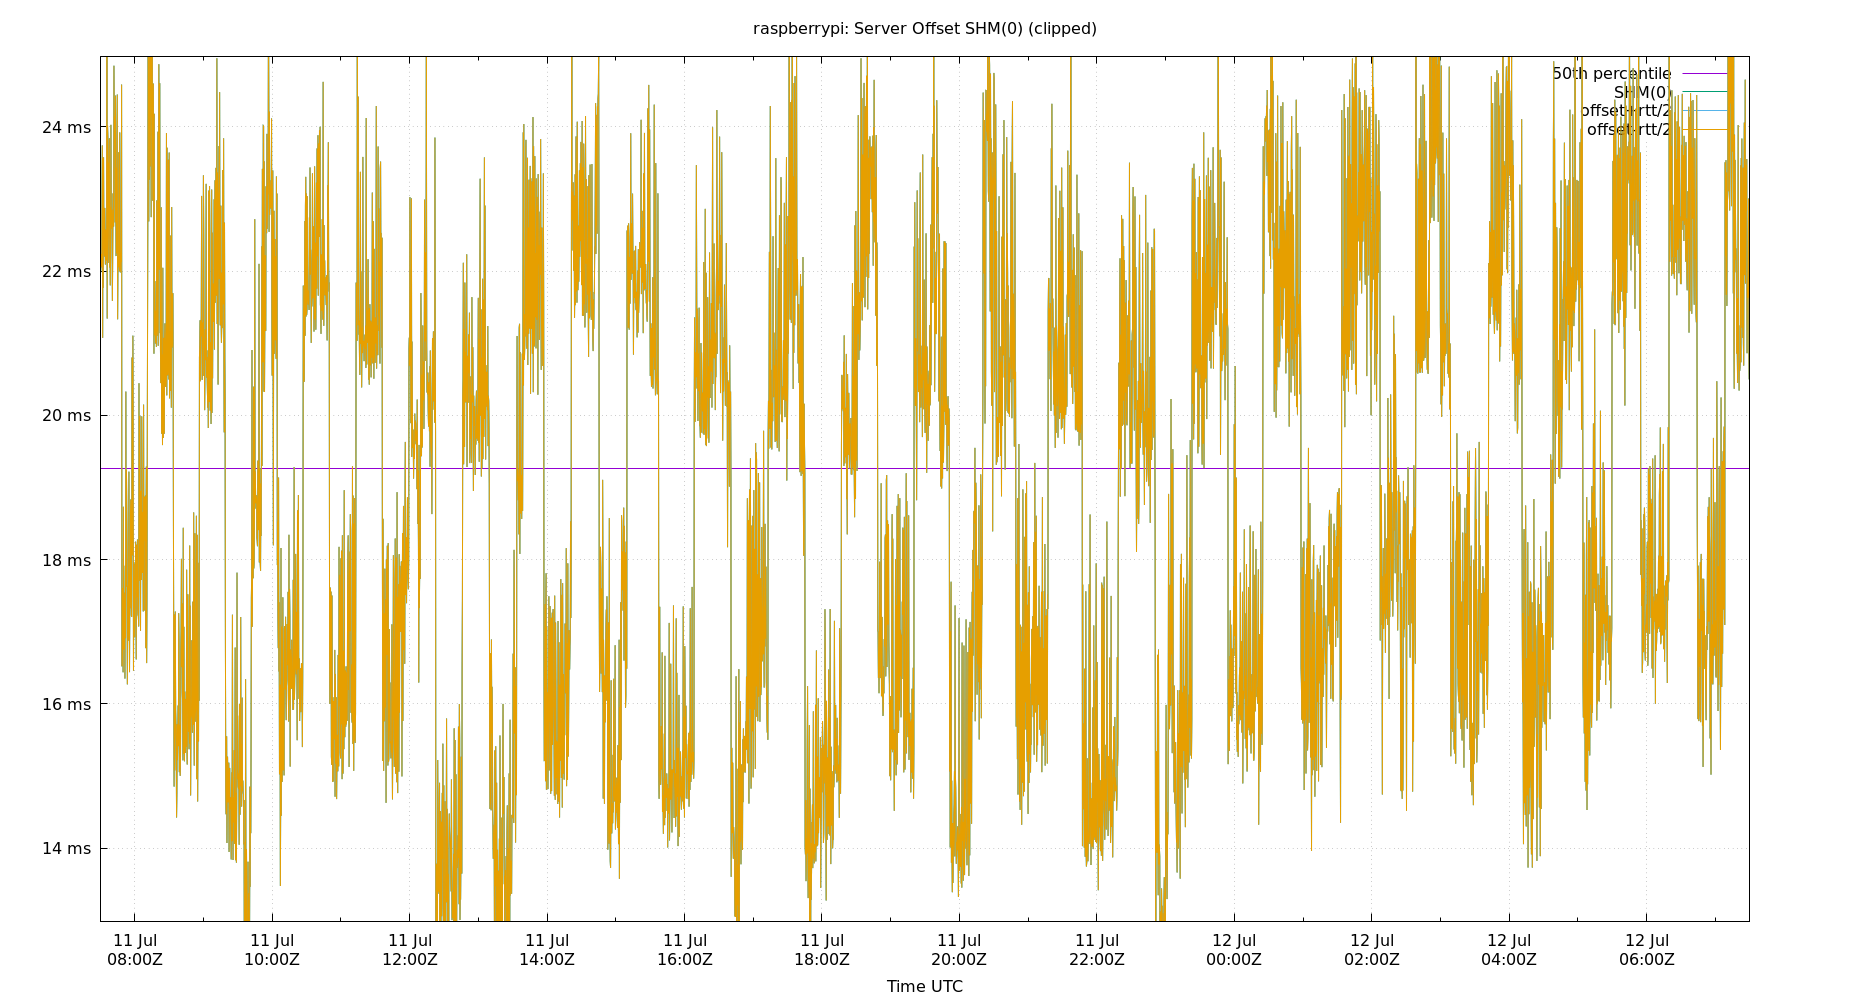 raspberrypi: Server Offset SHM(0) (clipped)
50th percentile
SHM(0)
offset+rtt/2
offset-rtt/2
24 ms
22 ms
20 ms
18 ms
16 ms
14 ms
11 Jul 11 Jul 11 Jul 11 Jul 11 Jul 11 Jul 11 Jul 11 Jul 12 Jul 12 Jul 12 Jul 12 Jul
08:00Z 10:00Z 12:00Z 14:00Z 16:00Z 18:00Z 20:00Z 22:00Z 00:00Z 02:00Z 04:00Z 06:00Z
Time UTC